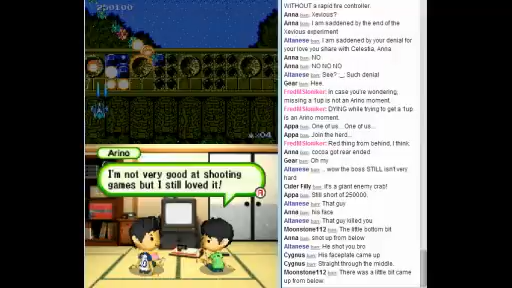 250100
x04
Arino
I'm not very good at shooting
games but I still loved it!
WITHOUT a rapid fire controller.
Anna: Xevious?
Anna: I am saddened by the end of the
Xevious experiment
Altanese: I am saddened by your denial for
your love you share with Celestia, Anna
Anna: NO
Anna: NO NO NO
Altanese: See? ._. Such denial
Gear: Hee.
FredMSloniker: In case you're wondering,
missing a 1up is not an Arino moment.
FredMSloniker: DYING while trying to get a 1up
is an Arino moment.
Appa: One of us... One of us...
Appa: Join the herd...
FredMSloniker: Red thing from behind, I think.
Anna: cocoa got rear ended
Gear: Oh my
Altanese: .. wow the boss STILL isn't very
hard
Cider Filly: it's a giant enemy crab!
Appa: Still short of 250000.
Altanese: That guy
Anna: his face
Altanese: That guy killed you
Moonstone112: The little bottom bit
Anna: shot up from below
Altanese: He shot you bro
Cygnus: His faceplate came up
Cygnus: Straight through the middle.
Moonstone112: There was a little bit came
up from below.